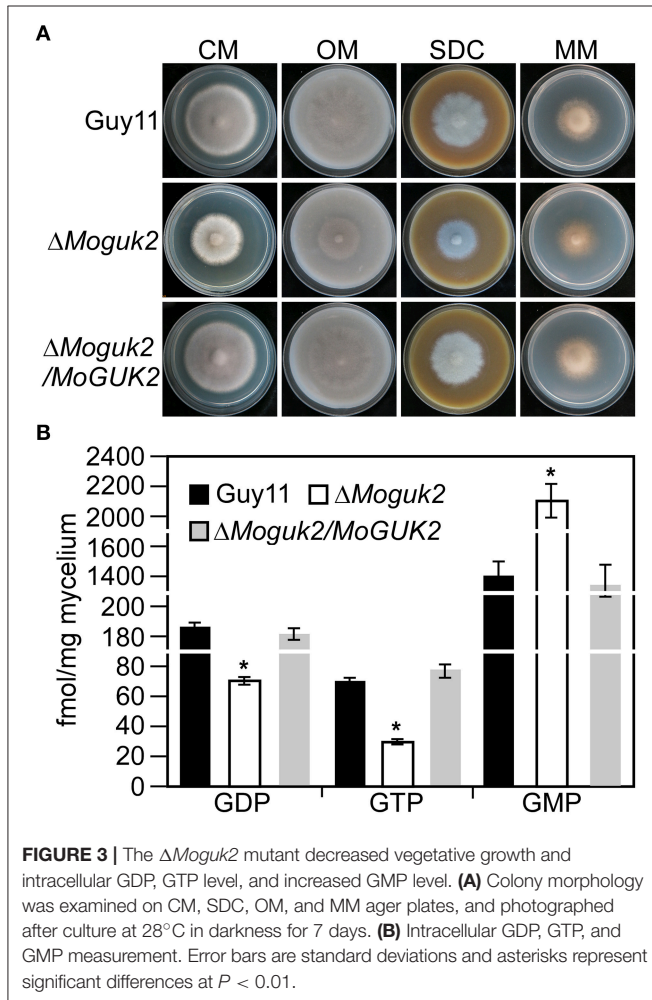 A
CM OM SDC MM
Guy11
ΔMoguk2
ΔMoguk2
/MoGUK2
B
fmol/mg mycelium
2400
2200
2000
1600
1400
200
180
80
60
40
20
0
Guy11 ΔMoguk2
ΔMoguk2/MoGUK2
* * *
GDP GTP GMP
FIGURE 3 | The ΔMoguk2 mutant decreased vegetative growth and
intracellular GDP, GTP level, and increased GMP level. (A) Colony morphology
was examined on CM, SDC, OM, and MM ager plates, and photographed
after culture at 28°C in darkness for 7 days. (B) Intracellular GDP, GTP, and
GMP measurement. Error bars are standard deviations and asterisks represent
significant differences at P < 0.01.